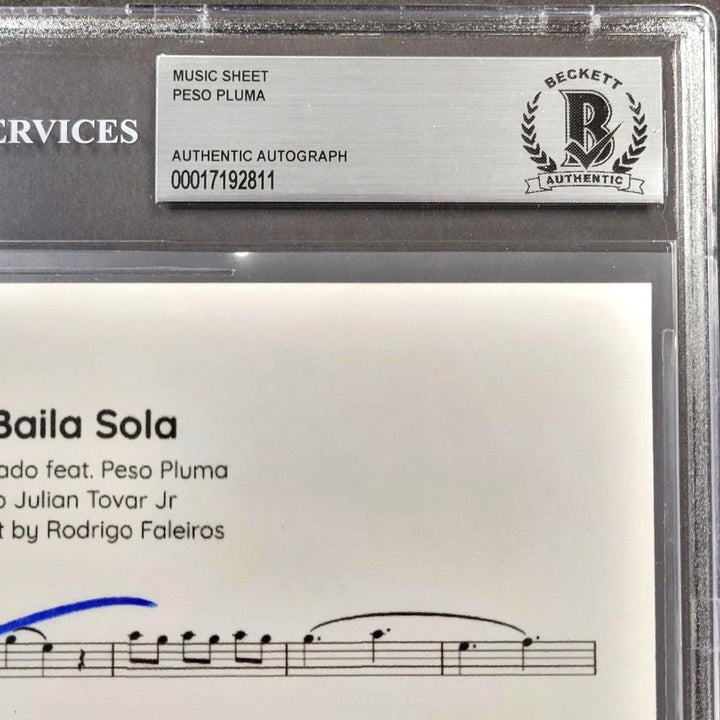 MUSIC SHEET
PESO PLUMA
AUTHENTIC AUTOGRAPH
00017192811
BECKETT
B
AUTHENTIC
ERVICES
Baila Sola
ado feat. Peso Pluma
o Julian Tovar Jr
t by Rodrigo Faleiros